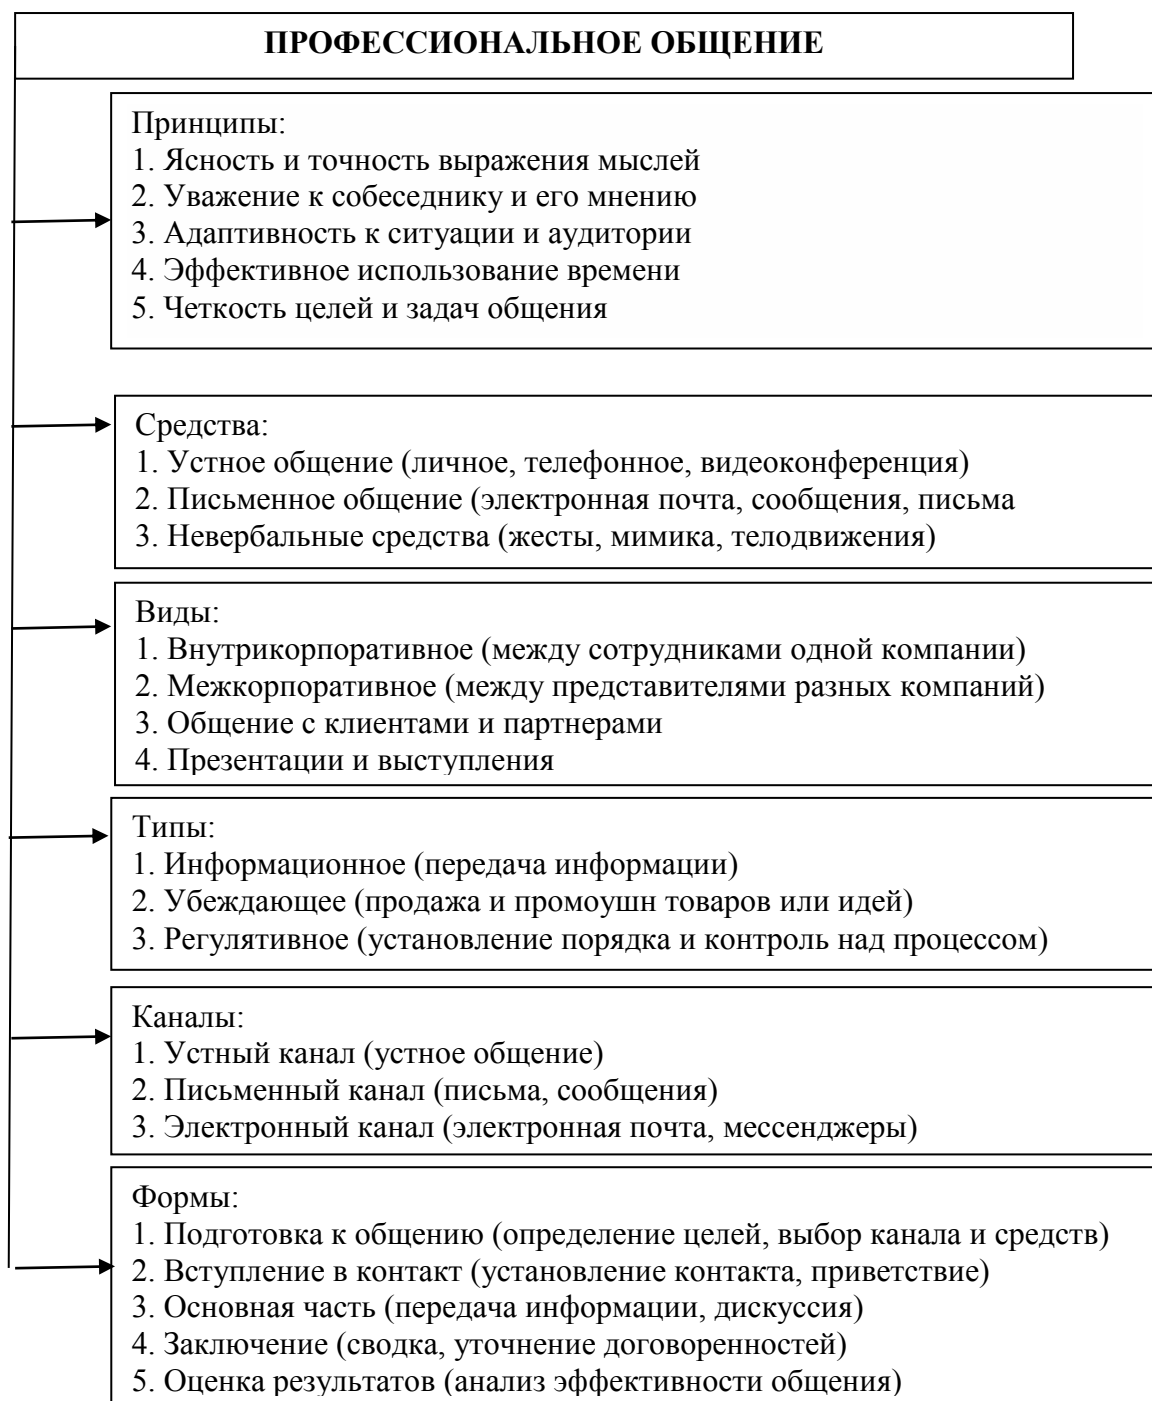 ПРОФЕССИОНАЛЬНОЕ ОБЩЕНИЕ
Принципы:
1. Ясность и точность выражения мыслей
2. Уважение к собеседнику и его мнению
3. Адаптивность к ситуации и аудитории
4. Эффективное использование времени
5. Четкость целей и задач общения
Средства:
1. Устное общение (личное, телефонное, видеоконференция)
2. Письменное общение (электронная почта, сообщения, письма
3. Невербальные средства (жесты, мимика, телодвижения)
Виды:
1. Внутрикорпоративное (между сотрудниками одной компании)
2. Межкорпоративное (между представителями разных компаний)
3. Общение с клиентами и партнерами
4. Презентации и выступления
Типы:
1. Информационное (передача информации)
2. Убеждающее (продажа и промоушн товаров или идей)
3. Регулятивное (установление порядка и контроль над процессом)
Каналы:
1. Устный канал (устное общение)
2. Письменный канал (письма, сообщения)
3. Электронный канал (электронная почта, мессенджеры)
Формы:
1. Подготовка к общению (определение целей, выбор канала и средств)
2. Вступление в контакт (установление контакта, приветствие)
3. Основная часть (передача информации, дискуссия)
4. Заключение (сводка, уточнение договоренностей)
5. Оценка результатов (анализ эффективности общения)